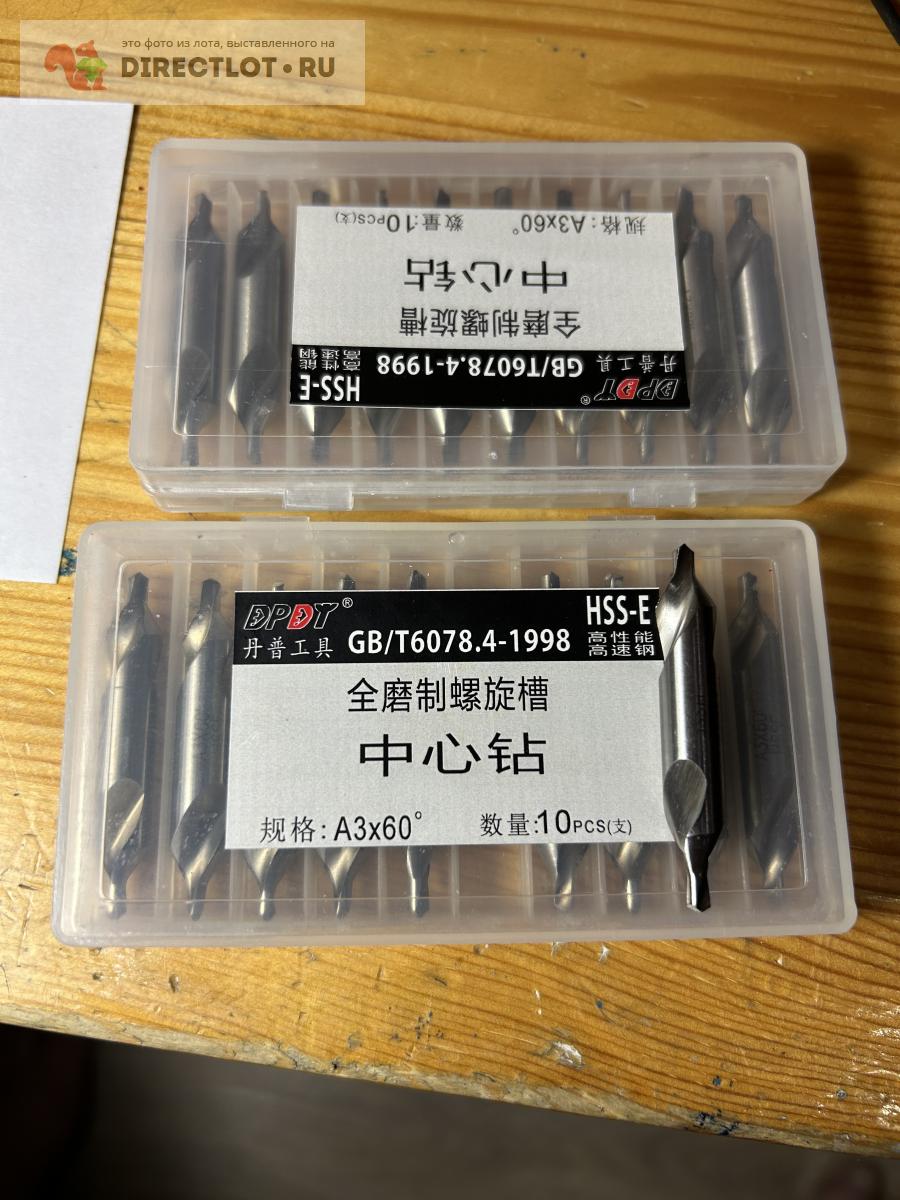 это фото из лота, выставленного на
DIRECTLOT•RU
规格:A3x60°
数量:10PCS(支)
中心钻
全磨制螺旋槽
DPDT®
丹普工具
GB/T6078.4-1998
HSS-E
高性能
高速钢
DPDT®
丹普工具
GB/T6078.4-1998
HSS-E
高性能
高速钢
全磨制螺旋槽
中心钻
规格:A3x60°
数量:10PCS(支)